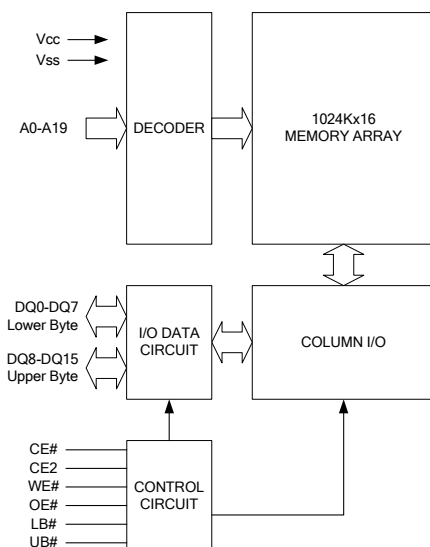 Vcc
Vss
A0-A19
DECODER
1024Kx16
MEMORY ARRAY
DQ0-DQ7
Lower Byte
DQ8-DQ15
Upper Byte
I/O DATA
CIRCUIT
COLUMN I/O
CE#
CE2
WE#
OE#
LB#
UB#
CONTROL
CIRCUIT